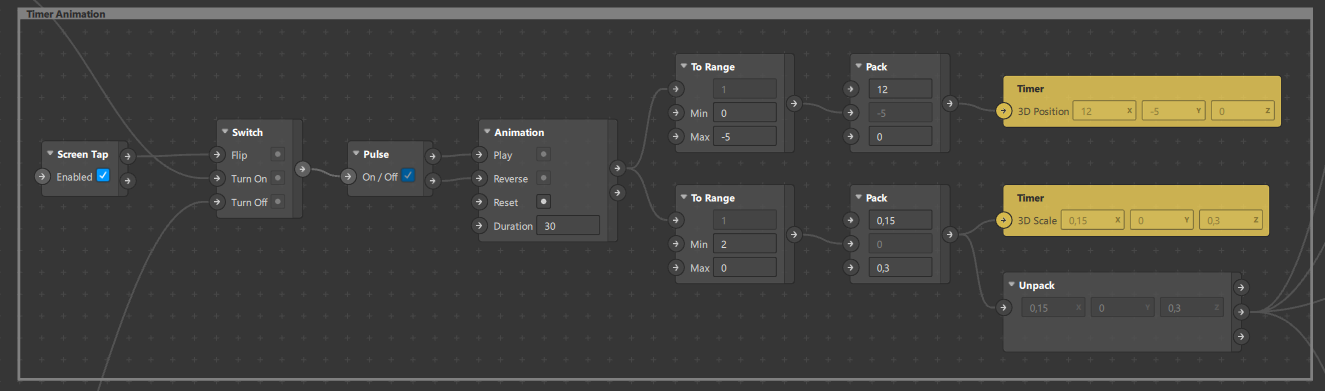 Timer Animation
Screen Tap
Enabled
Switch
Flip
Turn On
Turn Off
Pulse
On / Off
Animation
Play
Reverse
Reset
Duration 30
To Range
1
Min 0
Max -5
Pack
12
-5
0
Timer
3D Position 12 X -5 Y 0 Z
To Range
1
Min 2
Max 0
Pack
0,15
0
0,3
Timer
3D Scale 0,15 X 0 Y 0,3 Z
Unpack
0,15 X 0 Y 0,3 Z